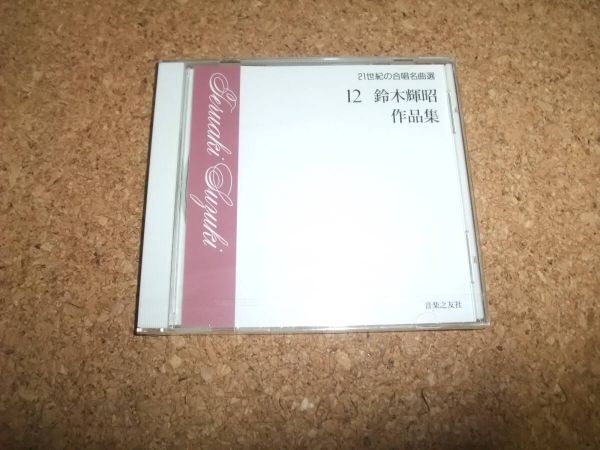 21世紀の合唱名曲選
12 鈴木輝昭
作品集
Teruaki Suzuki
音楽之友社